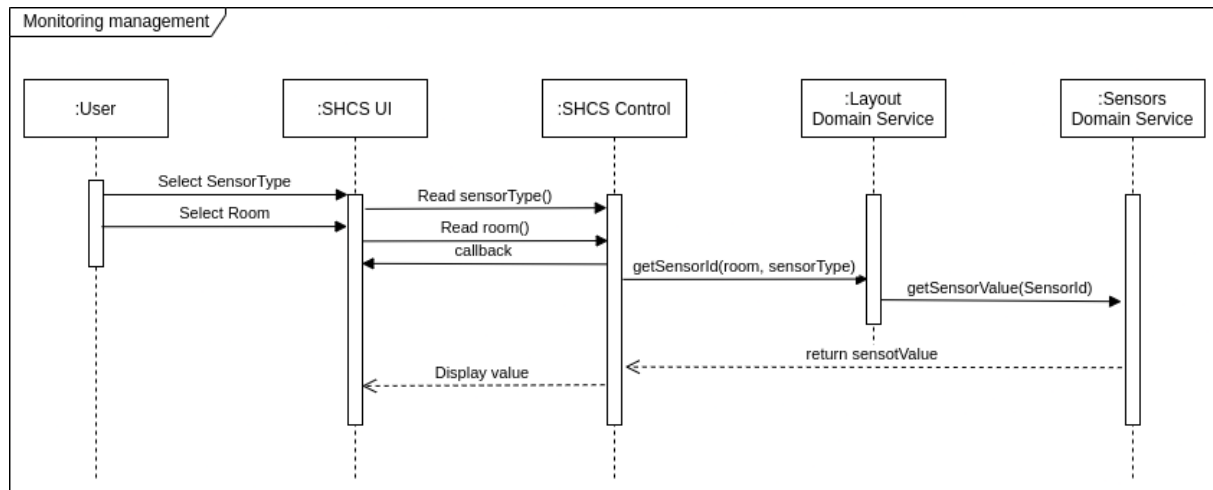 Monitoring management
:User
:SHCS UI
:SHCS Control
:Layout
Domain Service
:Sensors
Domain Service
Select SensorType
Read sensorType()
Select Room
Read room()
callback
getSensorId(room, sensorType)
getSensorValue(SensorId)
return sensotValue
Display value